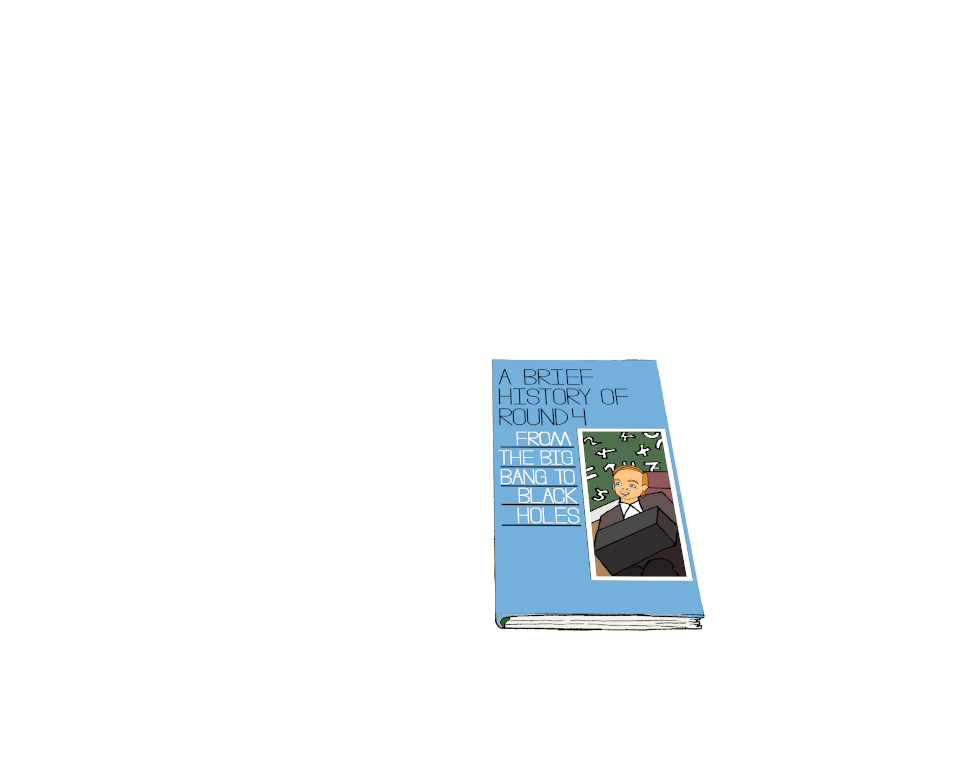 A BRIEF
HISTORY OF
ROUND 4
FROM
THE BIG
BANG TO
BLACK
HOLES